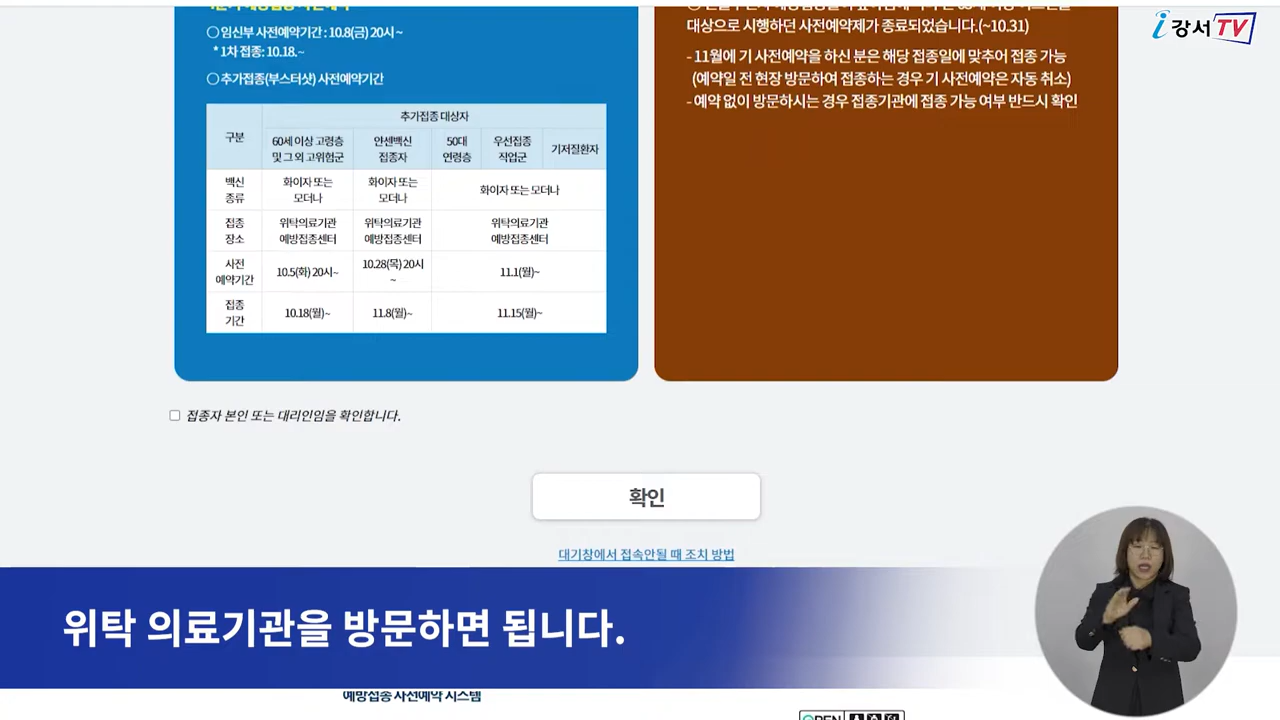 i 강서TV
○ 임신부 사전예약기간 : 10.8(금) 20시 ~
* 1차 접종: 10.18.~
○ 추가접종(부스터샷) 사전예약기간
구분
추가접종 대상자
60세 이상 고령층 및 그 외 고위험군
얀센백신 접종자
50대 연령층
우선접종 직업군
기저질환자
백신 종류
화이자 또는 모더나
화이자 또는 모더나
화이자 또는 모더나
접종 장소
위탁의료기관 예방접종센터
위탁의료기관 예방접종센터
위탁의료기관 예방접종센터
사전 예약기간
10.5(화) 20시~
10.28(목) 20시 ~
11.1(월)~
접종 기간
10.18(월)~
11.8(월)~
11.15(월)~
대상으로 시행하던 사전예약제가 종료되었습니다.(~10.31)
- 11월에 기 사전예약을 하신 분은 해당 접종일에 맞추어 접종 가능
(예약일 전 현장 방문하여 접종하는 경우 기 사전예약은 자동 취소)
- 예약 없이 방문하시는 경우 접종기관에 접종 가능 여부 반드시 확인
접종자 본인 또는 대리인임을 확인합니다.
확인
대기창에서 접속안될 때 조치 방법
위탁 의료기관을 방문하면 됩니다.
예방접종 사전예약 시스템
OPEN